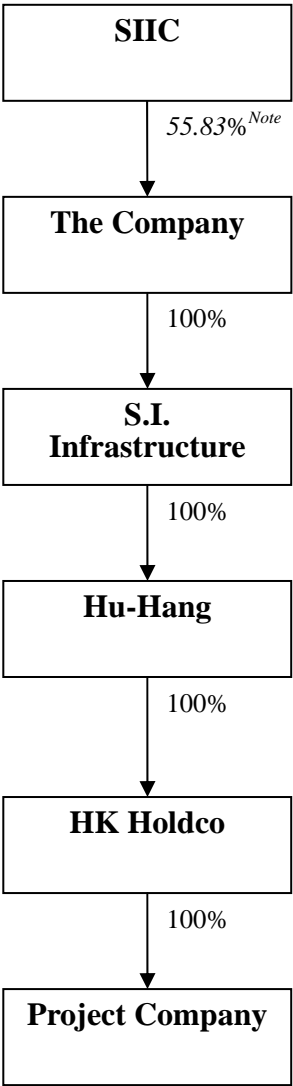 SIIC
55.83%Note
The Company
100%
S.I.
Infrastructure
100%
Hu-Hang
100%
HK Holdco
100%
Project Company